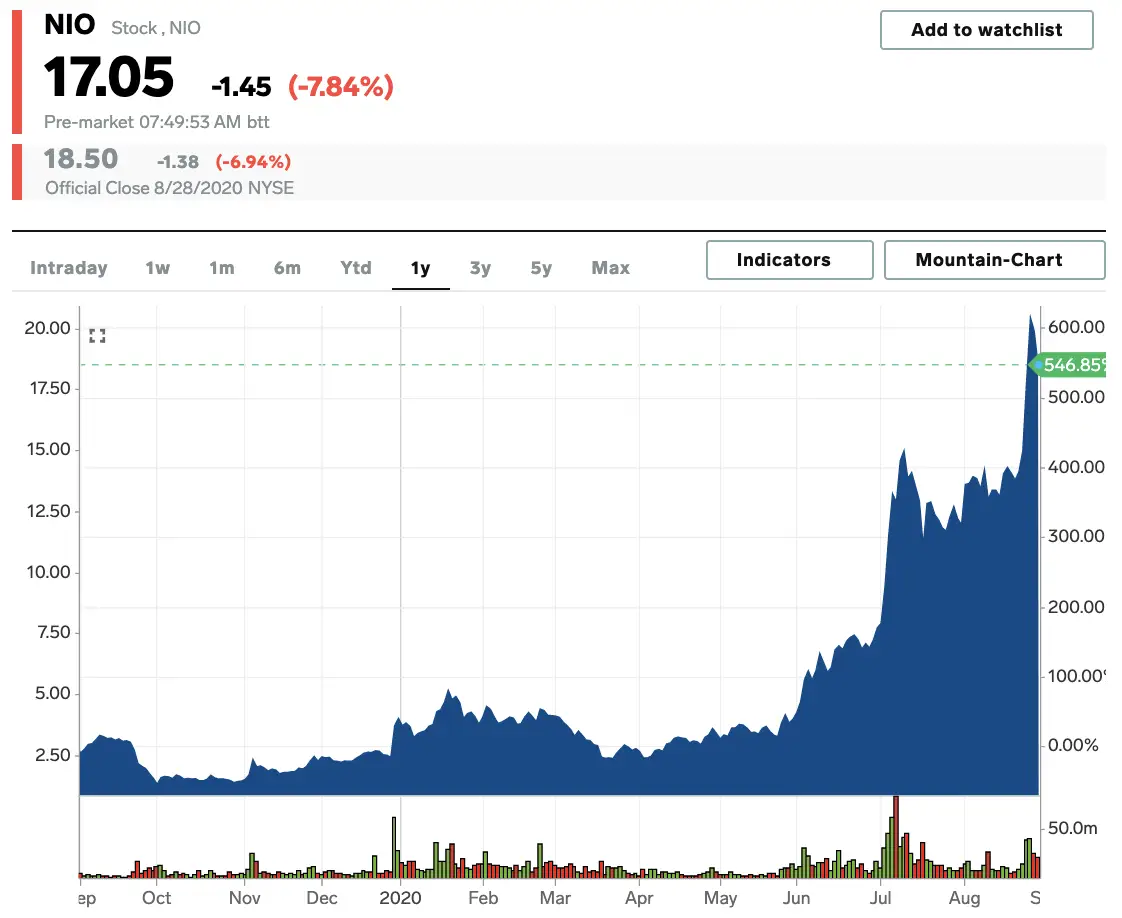 NIO Stock , NIO Add to watchlist
17.05 -1.45 (-7.84%)
Pre-market 07:49:53 AM btt
18.50 -1.38 (-6.94%)
Official Close 8/28/2020 NYSE
Intraday 1w 1m 6m Ytd 1y 3y 5y Max Indicators Mountain-Chart
20.00 600.00
546.85%
17.50 500.00
15.00 400.00
12.50 300.00
10.00 200.00
7.50
5.00 100.00%
2.50 0.00%
50.0m
ep Oct Nov Dec 2020 Feb Mar Apr May Jun Jul Aug S